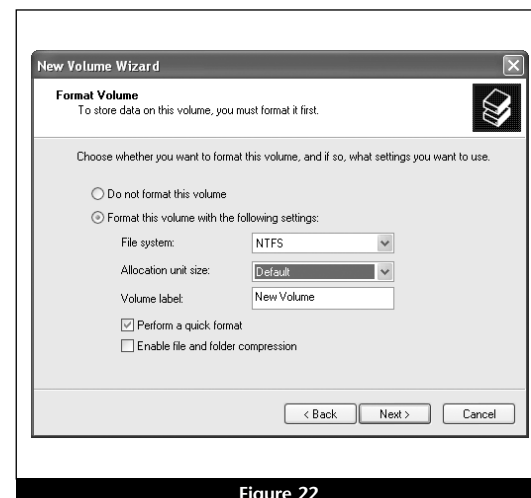 New Volume Wizard
Format Volume
To store data on this volume, you must format it first.
Choose whether you want to format this volume, and if so, what settings you want to use.
Do not format this volume
Format this volume with the following settings:
File system: NTFS
Allocation unit size: Default
Volume label: New Volume
Perform a quick format
Enable file and folder compression
< Back Next > Cancel
Figure 22